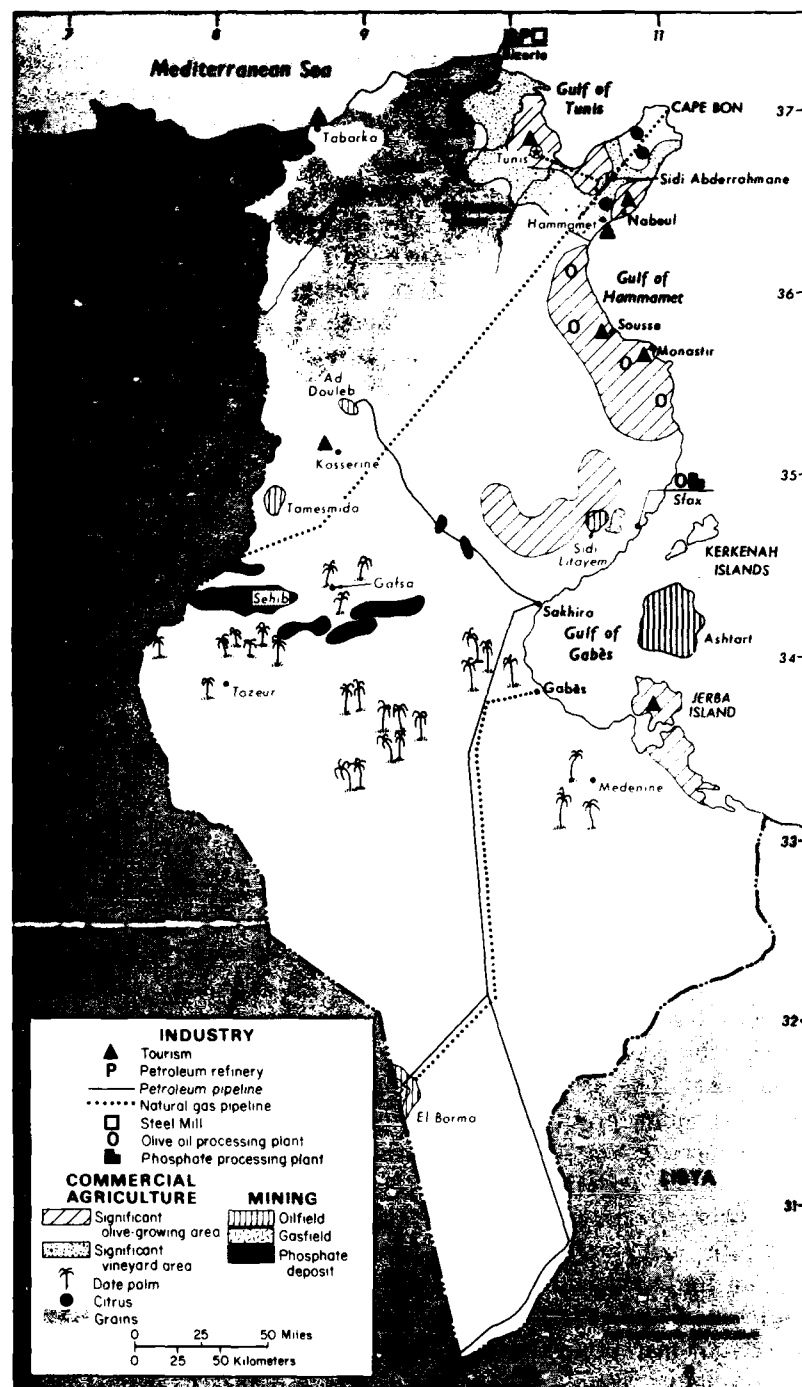 7
8
9
11
P
Bizerte
Mediterranean Sea
Gulf of
Tunis
CAPE BON
37
Tabarka
Tunis
Sidi Abderrahmane
Hammamet
Nabeul
Gulf of
Hammamet
36
Sousse
Monastir
Ad
Douleb
Kasserine
35
Tamesmida
Sfax
Sidi
Litayem
KERKENAH
ISLANDS
Gafsa
Sehib
Sakhira
Gulf of
Gabès
Ashtart
34
Tozeur
Gabès
JERBA
ISLAND
Medenine
33
32
El Borma
LIBYA
31
INDUSTRY
Tourism
P Petroleum refinery
Petroleum pipeline
Natural gas pipeline
Steel Mill
Olive oil processing plant
Phosphate processing plant
COMMERCIAL
AGRICULTURE
Significant
olive-growing area
Significant
vineyard area
Date palm
Citrus
Grains
MINING
Oilfield
Gasfield
Phosphate
deposit
0 25 50 Miles
0 25 50 Kilometers